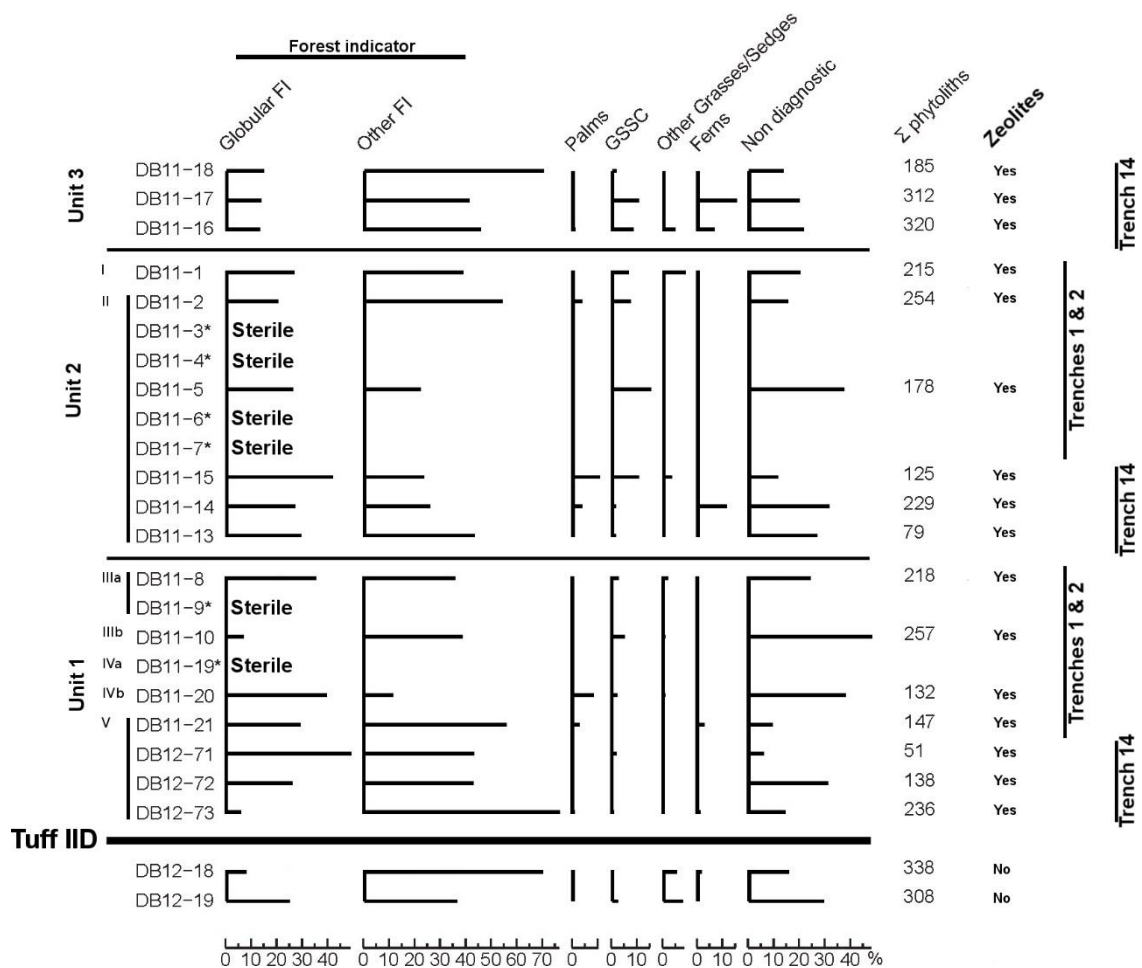 Forest indicator
Globular FI
Other FI
Palms
GSSC
Other Grasses/Sedges
Ferns
Non diagnostic
Σ phytoliths
Zeolites
Unit 3
DB11-18 185 Yes
DB11-17 312 Yes
DB11-16 320 Yes
Trench 14
Unit 2
I DB11-1 215 Yes
II DB11-2 254 Yes
DB11-3* Sterile
DB11-4* Sterile
DB11-5 178 Yes
DB11-6* Sterile
DB11-7* Sterile
Trenches 1 & 2
DB11-15 125 Yes
DB11-14 229 Yes
DB11-13 79 Yes
Trench 14
Unit 1
IIIa DB11-8 218 Yes
DB11-9* Sterile
IIIb DB11-10 257 Yes
IVa DB11-19* Sterile
IVb DB11-20 132 Yes
V DB11-21 147 Yes
Trenches 1 & 2
DB12-71 51 Yes
DB12-72 138 Yes
DB12-73 236 Yes
Trench 14
Tuff IID
DB12-18 338 No
DB12-19 308 No
0 10 20 30 40 0 10 20 30 40 50 60 70 0 10 0 10 0 10 0 10 0 10 20 30 40 %